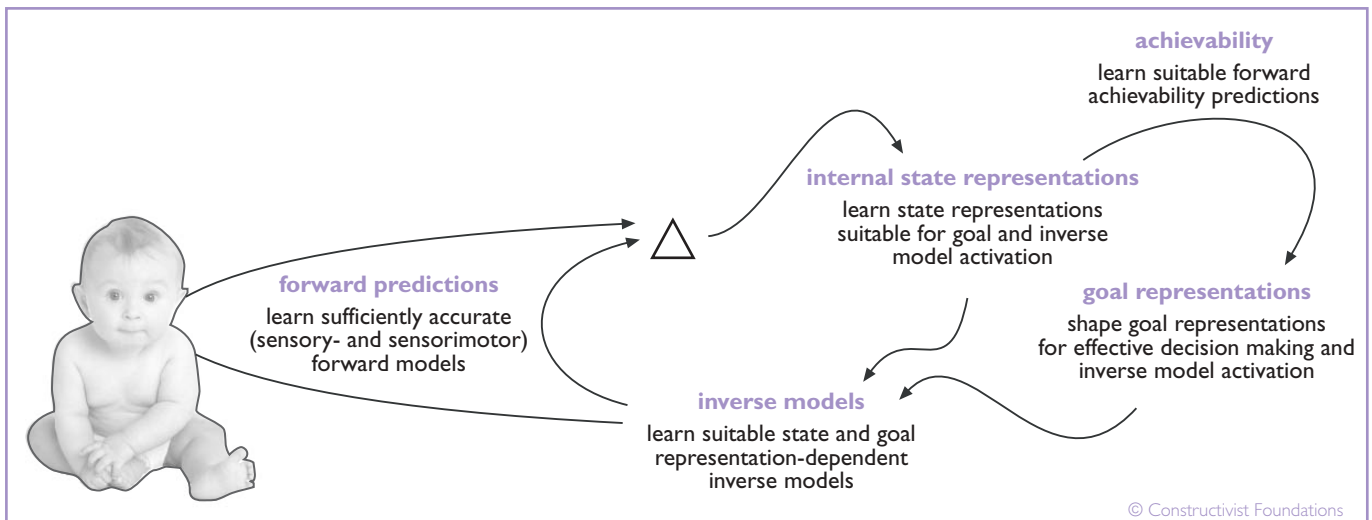 achievability
learn suitable forward
achievability predictions
internal state representations
learn state representations
suitable for goal and inverse
model activation
forward predictions
learn sufficiently accurate
(sensory- and sensorimotor)
forward models
goal representations
shape goal representations
for effective decision making and
inverse model activation
inverse models
learn suitable state and goal
representation-dependent
inverse models
© Constructivist Foundations